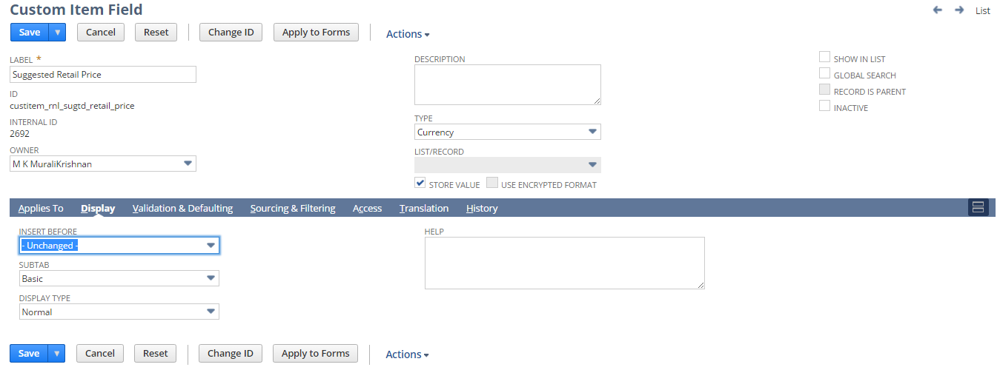 Custom Item Field
List
Save
Cancel
Reset
Change ID
Apply to Forms
Actions
LABEL *
Suggested Retail Price
ID
custitem_rnl_sugtd_retail_price
INTERNAL ID
2692
OWNER
M K MuraliKrishnan
DESCRIPTION
TYPE
Currency
LIST/RECORD
STORE VALUE
USE ENCRYPTED FORMAT
SHOW IN LIST
GLOBAL SEARCH
RECORD IS PARENT
INACTIVE
Applies To Display Validation & Defaulting Sourcing & Filtering Access Translation History
INSERT BEFORE
- Unchanged -
SUBTAB
Basic
DISPLAY TYPE
Normal
HELP
Save
Cancel
Reset
Change ID
Apply to Forms
Actions